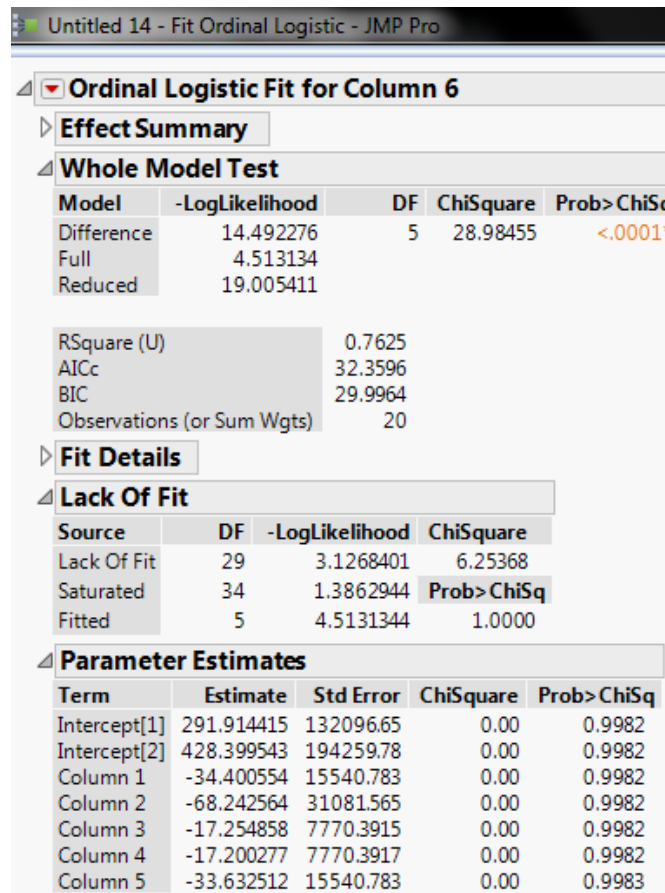 Untitled 14 - Fit Ordinal Logistic - JMP Pro
Ordinal Logistic Fit for Column 6
Effect Summary
Whole Model Test
Model -LogLikelihood DF ChiSquare Prob>ChiSq
Difference 14.492276 5 28.98455 <.0001*
Full 4.513134
Reduced 19.005411
RSquare (U) 0.7625
AICc 32.3596
BIC 29.9964
Observations (or Sum Wgts) 20
Fit Details
Lack Of Fit
Source DF -LogLikelihood ChiSquare
Lack Of Fit 29 3.1268401 6.25368
Saturated 34 1.3862944 Prob>ChiSq
Fitted 5 4.5131344 1.0000
Parameter Estimates
Term Estimate Std Error ChiSquare Prob>ChiSq
Intercept[1] 291.914415 132096.65 0.00 0.9982
Intercept[2] 428.399543 194259.78 0.00 0.9982
Column 1 -34.400554 15540.783 0.00 0.9982
Column 2 -68.242564 31081.565 0.00 0.9982
Column 3 -17.254858 7770.3915 0.00 0.9982
Column 4 -17.200277 7770.3917 0.00 0.9982
Column 5 -33.632512 15540.783 0.00 0.9983